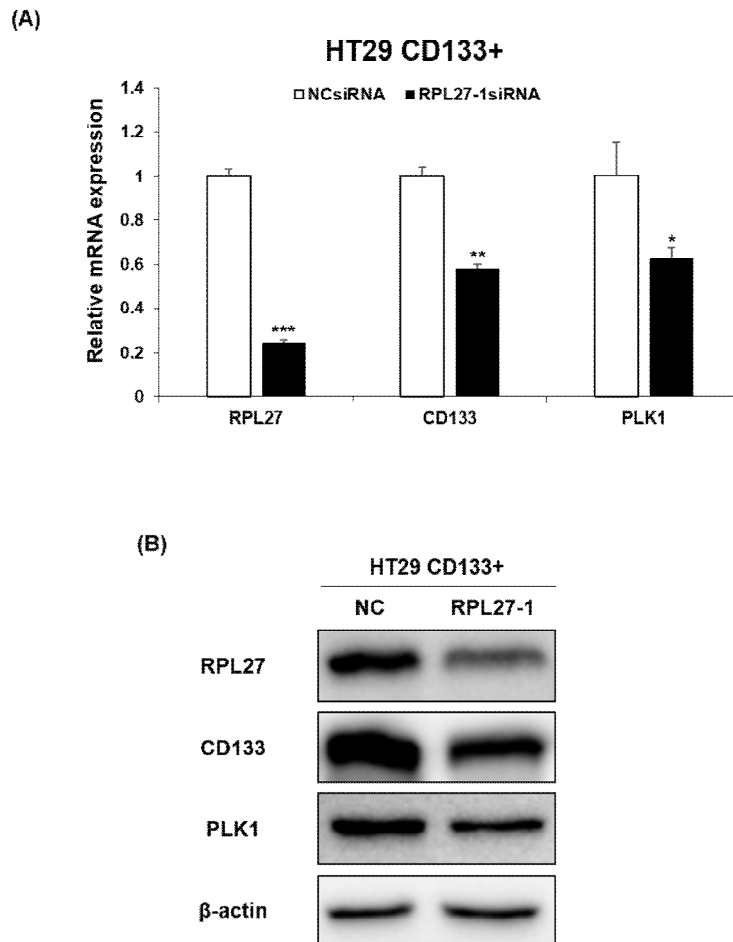 (A)
HT29 CD133+
NCsiRNA RPL27-1siRNA
Relative mRNA expression
1.4
1.2
1
0.8
0.6
0.4
0.2
0
***
**
*
RPL27 CD133 PLK1
(B)
HT29 CD133+
NC RPL27-1
RPL27
CD133
PLK1
β-actin